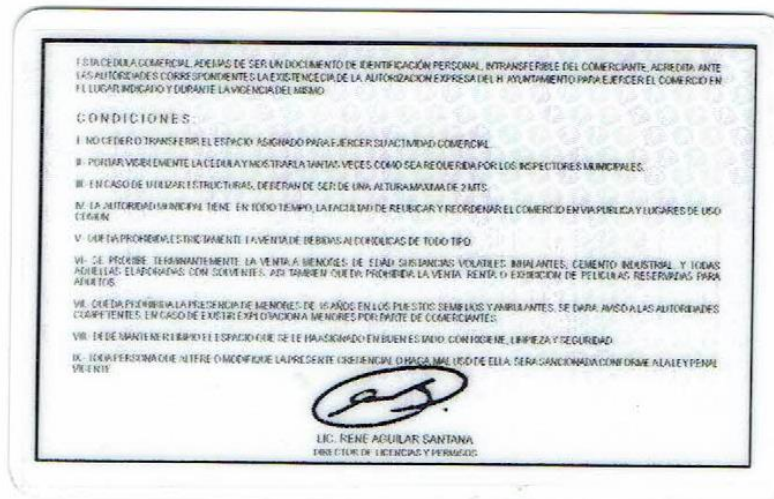 ESTA CEDULA COMERCIAL, ADEMAS DE SER UN DOCUMENTO DE IDENTIFICACIÓN PERSONAL, INTRANSFERIBLE DEL COMERCIANTE, ACREDITA ANTE
LAS AUTORIDADES CORRESPONDIENTES LA EXISTENCECIA DE LA AUTORIZACION EXPRESA DEL H. AYUNTAMIENTO PARA EJERCER EL COMERCIO EN
EL LUGAR INDICADO Y DURANTE LA VIGENCIA DEL MISMO
CONDICIONES:
I- NO CEDER O TRANSFERIR EL ESPACIO ASIGNADO PARA EJERCER SU ACTIVIDAD COMERCIAL.
II- PORTAR VISIBLEMENTE LA CEDULA Y MOSTRARLA TANTAS VECES COMO SEA REQUERIDA POR LOS INSPECTORES MUNICIPALES.
III- EN CASO DE UTILIZAR ESTRUCTURAS, DEBERAN DE SER DE UNA ALTURA MAXIMA DE 2 MTS.
IV- LA AUTORIDAD MUNICIPAL TIENE EN TODO TIEMPO, LA FACULTAD DE REUBICAR Y REORDENAR EL COMERCIO EN VIA PUBLICA Y LUGARES DE USO
COMUN
V- QUEDA PROHIBIDA ESTRICTAMENTE LA VENTA DE BEBIDAS ALCOHOLICAS DE TODO TIPO.
VI- SE PROHIBE TERMINANTEMENTE LA VENTA A MENORES DE EDAD SUSTANCIAS VOLATILES INHALANTES, CEMENTO INDUSTRIAL, Y TODAS
AQUELLAS ELABORADAS CON SOLVENTES. ASI TAMBIEN QUEDA PROHIBIDA LA VENTA, RENTA O EXHIBICION DE PELICULAS RESERVADAS PARA
ADULTOS.
VII- QUEDA PROHIBIDA LA PRESENCIA DE MENORES DE 16 AÑOS EN LOS PUESTOS SEMIFIJOS Y AMBULANTES, SE DARA AVISO A LAS AUTORIDADES
COMPETENTES, EN CASO DE EXISTIR EXPLOTACION A MENORES POR PARTE DE COMERCIANTES.
VIII- DEBE MANTENER LIMPIO EL ESPACIO QUE SE LE HA ASIGNADO EN BUEN ESTADO, CON HIGIENE, LIMPIEZA Y SEGURIDAD
IX- TODA PERSONA QUE ALTERE O MODIFIQUE LA PRESENTE CREDENCIAL O HAGA MAL USO DE ELLA, SERA SANCIONADA CONFORME A LA LEY PENAL
VIGENTE
LIC. RENE AGUILAR SANTANA
DIRECTOR DE LICENCIAS Y PERMISOS